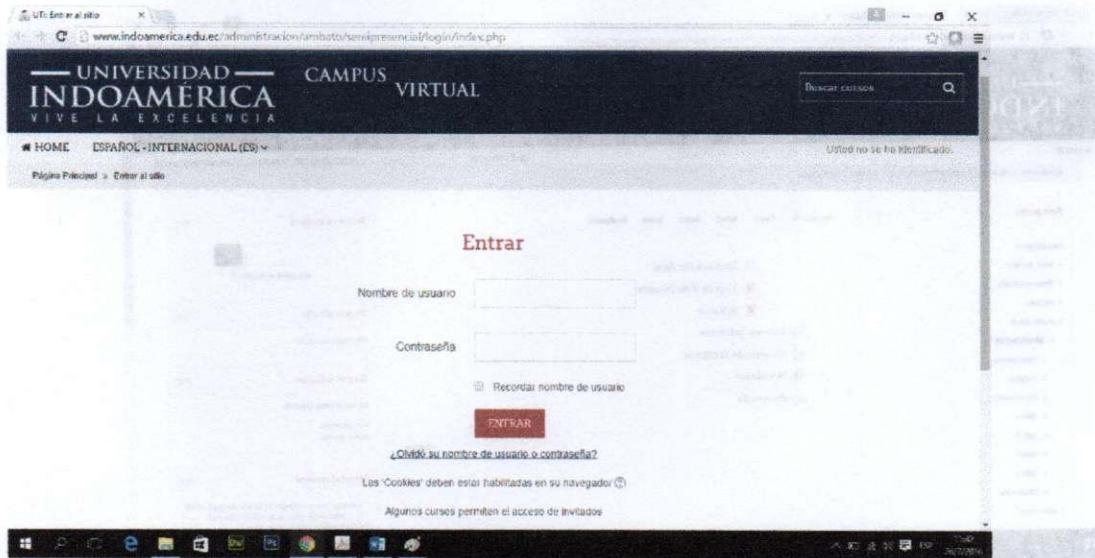 UTI: Entrar al sitio
www.indoamerica.edu.ec/administracion/ambato/semipresencial/login/index.php
UNIVERSIDAD
INDOAMÉRICA
VIVE LA EXCELENCIA
CAMPUS
VIRTUAL
Buscar cursos
HOME ESPAÑOL - INTERNACIONAL (ES)
Usted no se ha identificado.
Página Principal > Entrar al sitio
Entrar
Nombre de usuario
Contraseña
Recordar nombre de usuario
ENTRAR
¿Olvidó su nombre de usuario o contraseña?
Las 'Cookies' deben estar habilitadas en su navegador
Algunos cursos permiten el acceso de invitados
ESP